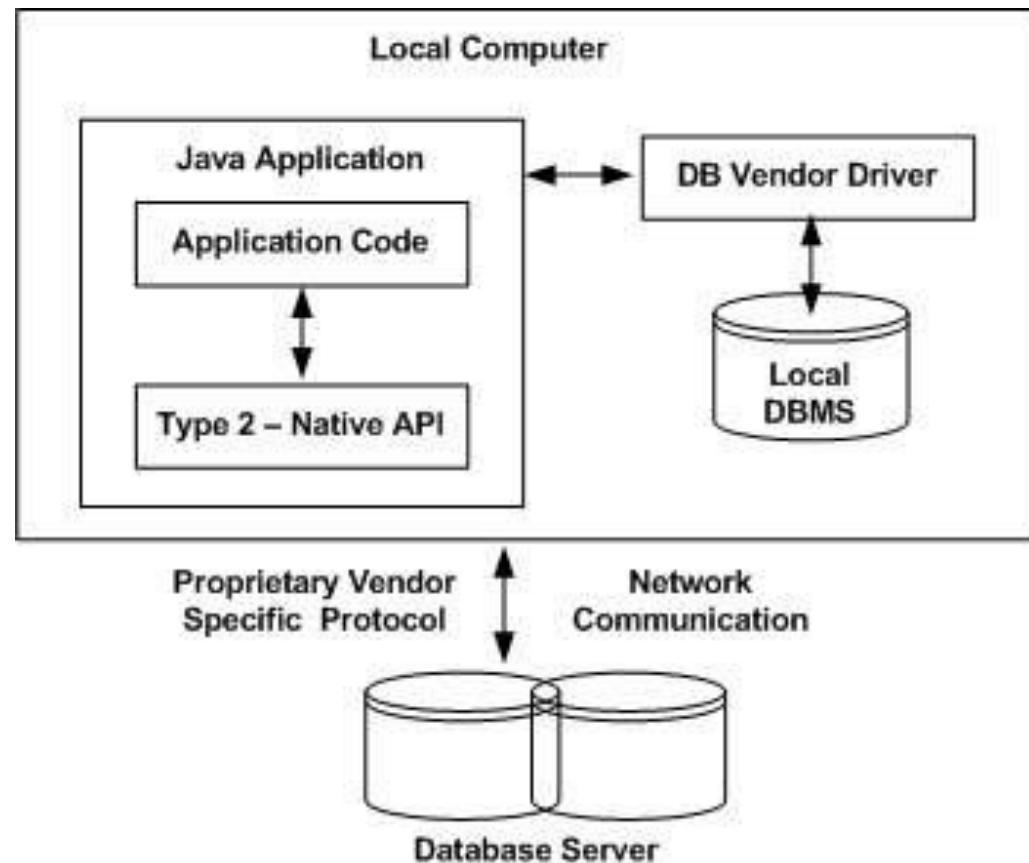 Local Computer
Java Application
DB Vendor Driver
Application Code
Type 2 – Native API
Local
DBMS
Proprietary Vendor
Specific Protocol
Network
Communication
Database Server